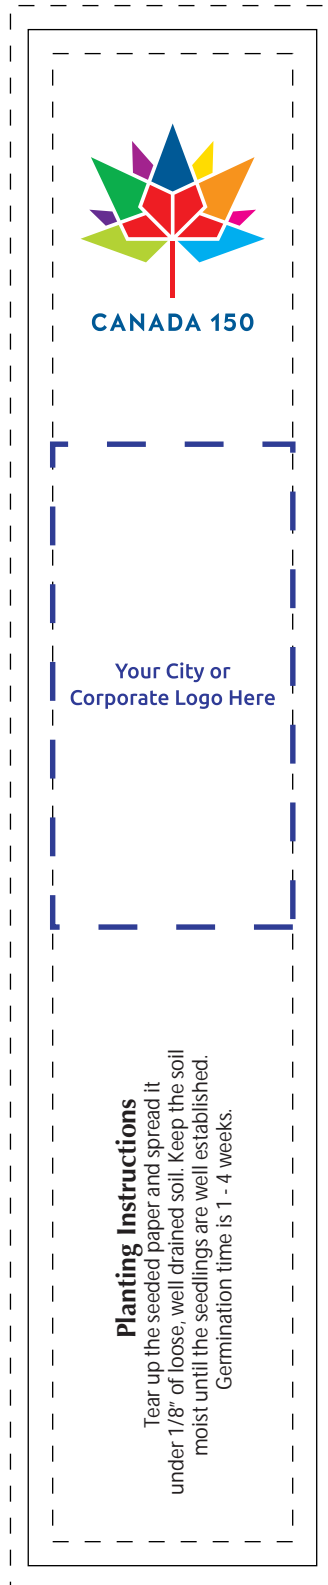 CANADA 150
Your City or
Corporate Logo Here
Planting Instructions
Tear up the seeded paper and spread it
under 1/8" of loose, well drained soil. Keep the soil
moist until the seedlings are well established.
Germination time is 1 - 4 weeks.